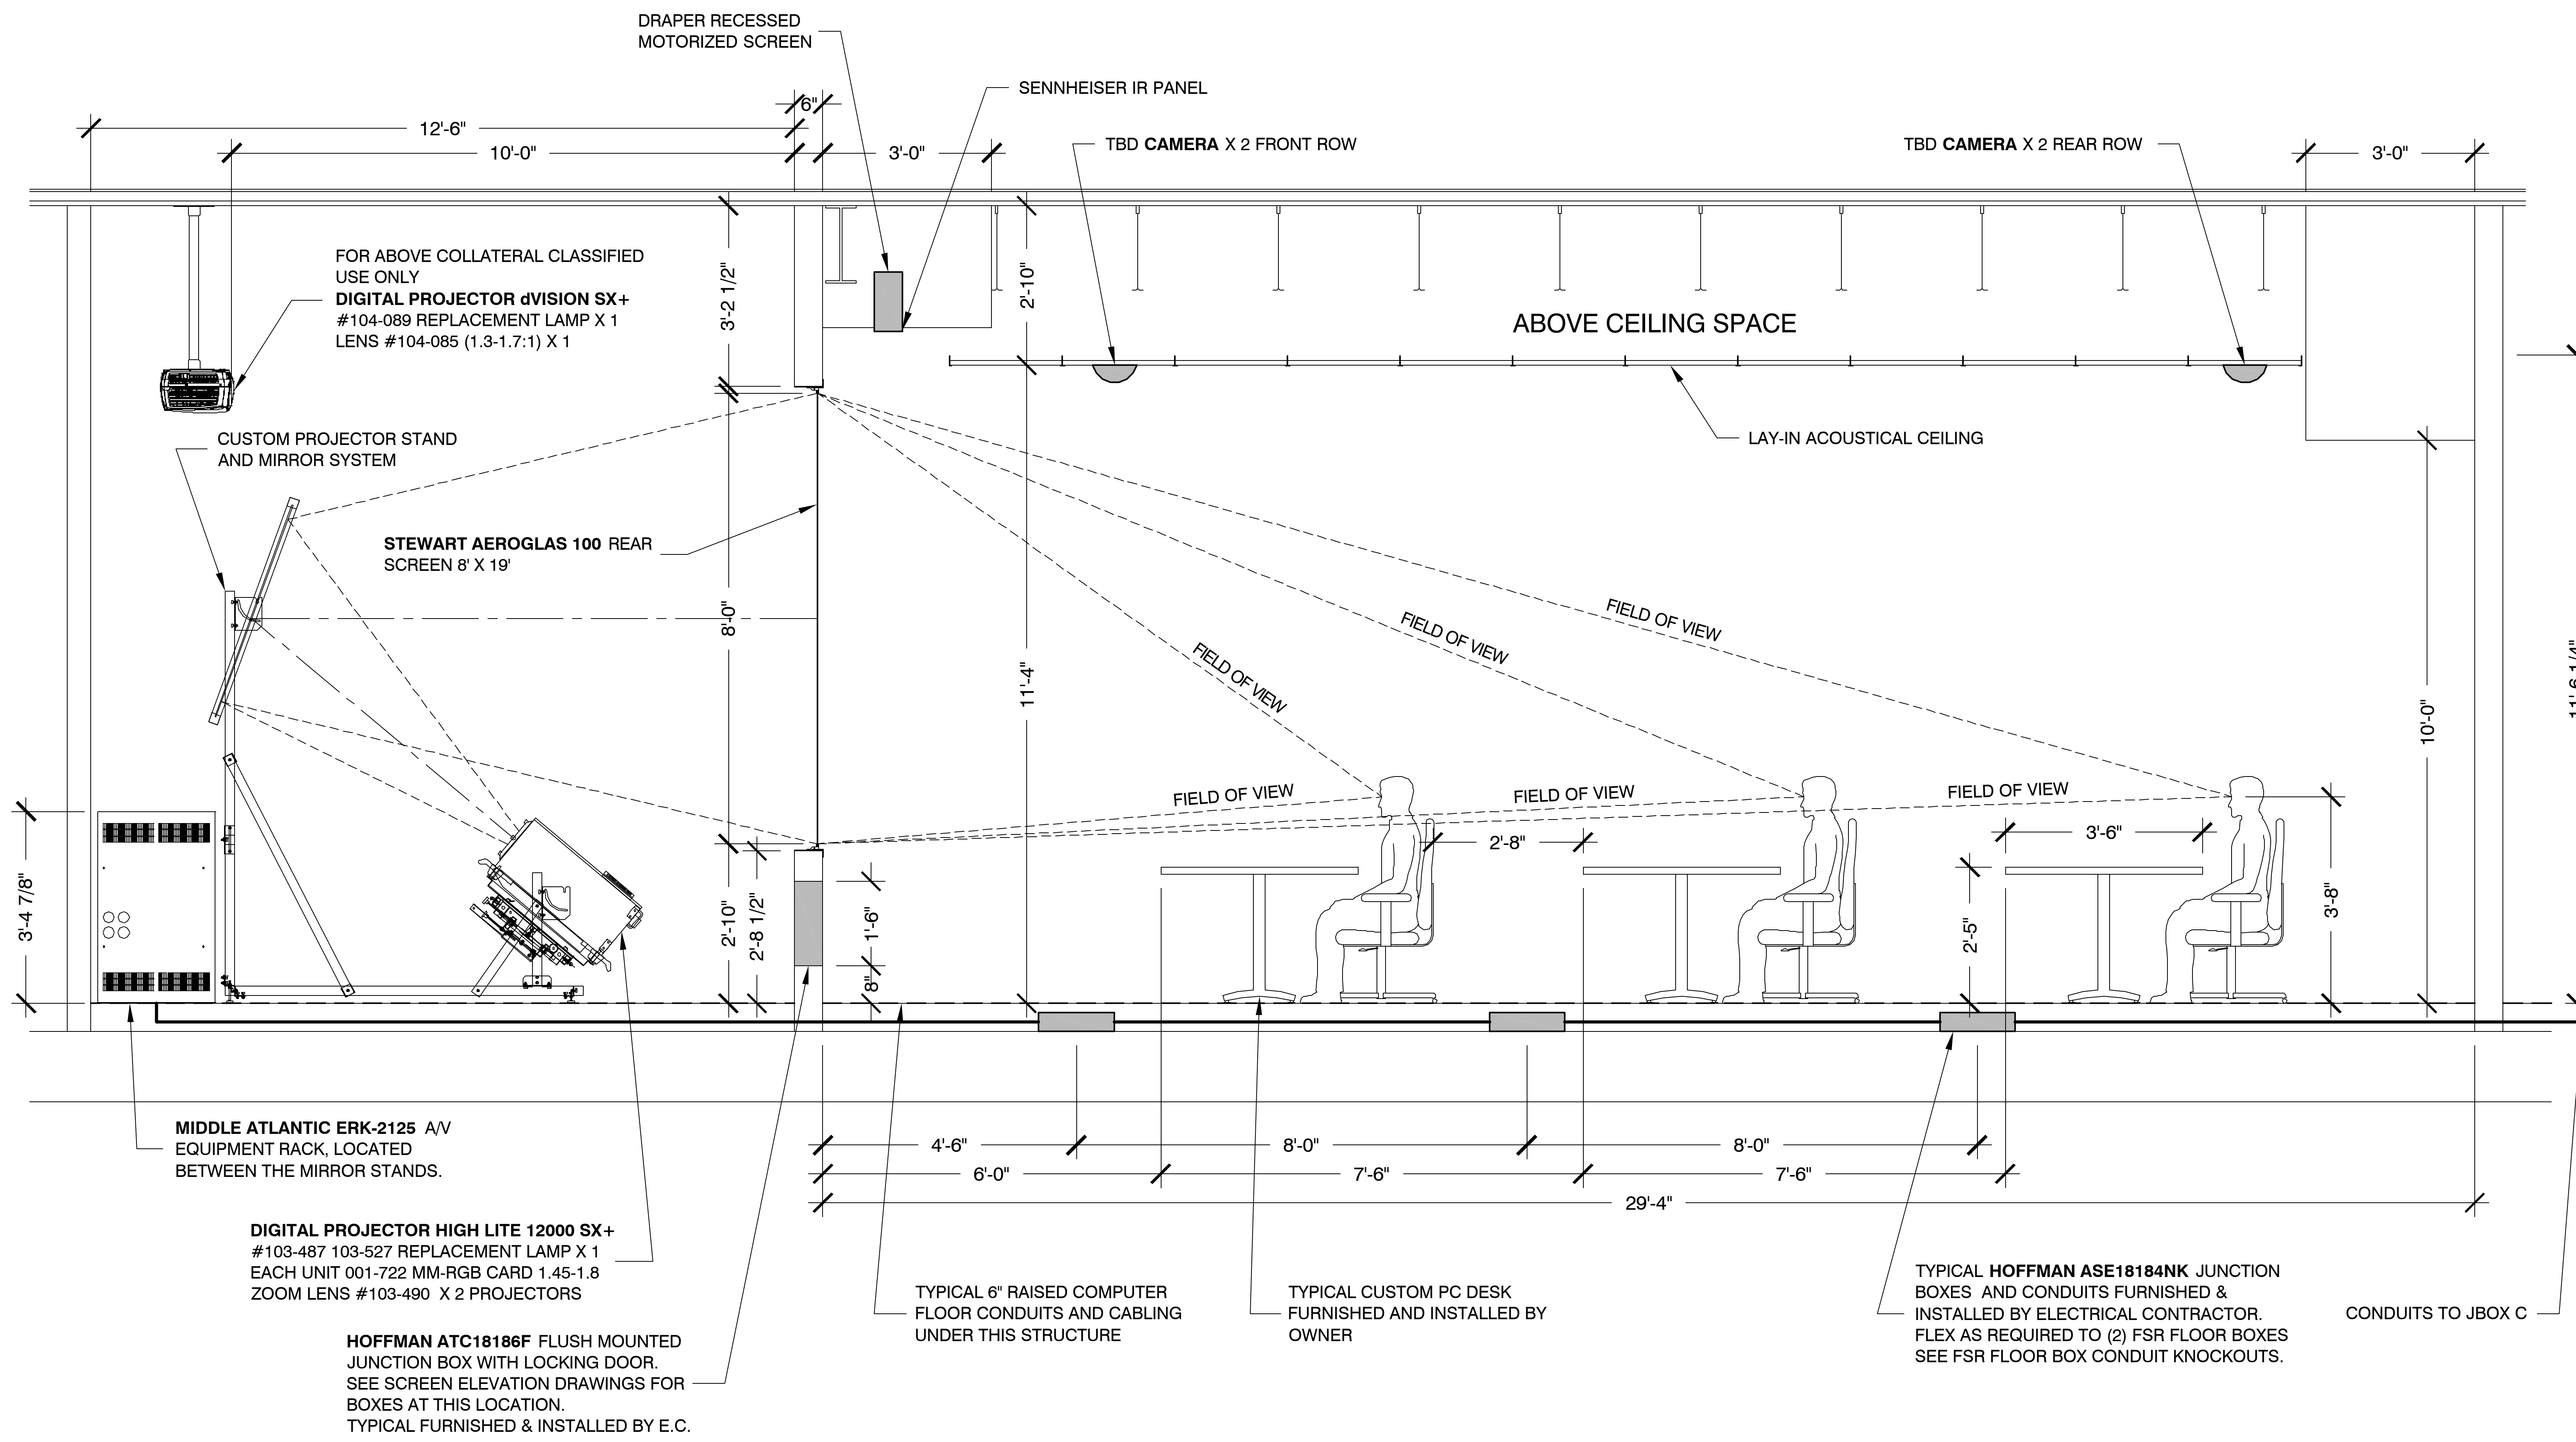 DRAPER RECESSED
MOTORIZED SCREEN
SENNHEISER IR PANEL
6"
12'-6"
10'-0"
3'-0"
TBD CAMERA X 2 FRONT ROW
TBD CAMERA X 2 REAR ROW
3'-0"
FOR ABOVE COLLATERAL CLASSIFIED
USE ONLY
DIGITAL PROJECTOR dVISION SX+
#104-089 REPLACEMENT LAMP X 1
LENS #104-085 (1.3-1.7:1) X 1
3'-2 1/2"
2'-10"
ABOVE CEILING SPACE
LAY-IN ACOUSTICAL CEILING
CUSTOM PROJECTOR STAND
AND MIRROR SYSTEM
STEWART AEROGLAS 100 REAR
SCREEN 8' X 19'
8'-0"
11'-4"
FIELD OF VIEW
FIELD OF VIEW
FIELD OF VIEW
10'-0"
11'-6 1/4"
FIELD OF VIEW
FIELD OF VIEW
FIELD OF VIEW
2'-8"
3'-6"
3'-4 7/8"
2'-10"
2'-8 1/2"
1'-6"
8"
2'-5"
3'-8"
MIDDLE ATLANTIC ERK-2125 A/V
EQUIPMENT RACK, LOCATED
BETWEEN THE MIRROR STANDS.
4'-6"
8'-0"
8'-0"
6'-0"
7'-6"
7'-6"
29'-4"
DIGITAL PROJECTOR HIGH LITE 12000 SX+
#103-487 103-527 REPLACEMENT LAMP X 1
EACH UNIT 001-722 MM-RGB CARD 1.45-1.8
ZOOM LENS #103-490 X 2 PROJECTORS
HOFFMAN ATC18186F FLUSH MOUNTED
JUNCTION BOX WITH LOCKING DOOR.
SEE SCREEN ELEVATION DRAWINGS FOR
BOXES AT THIS LOCATION.
TYPICAL FURNISHED & INSTALLED BY E.C.
TYPICAL 6" RAISED COMPUTER
FLOOR CONDUITS AND CABLING
UNDER THIS STRUCTURE
TYPICAL CUSTOM PC DESK
FURNISHED AND INSTALLED BY
OWNER
TYPICAL HOFFMAN ASE18184NK JUNCTION
BOXES AND CONDUITS FURNISHED &
INSTALLED BY ELECTRICAL CONTRACTOR.
FLEX AS REQUIRED TO (2) FSR FLOOR BOXES
SEE FSR FLOOR BOX CONDUIT KNOCKOUTS.
CONDUITS TO JBOX C